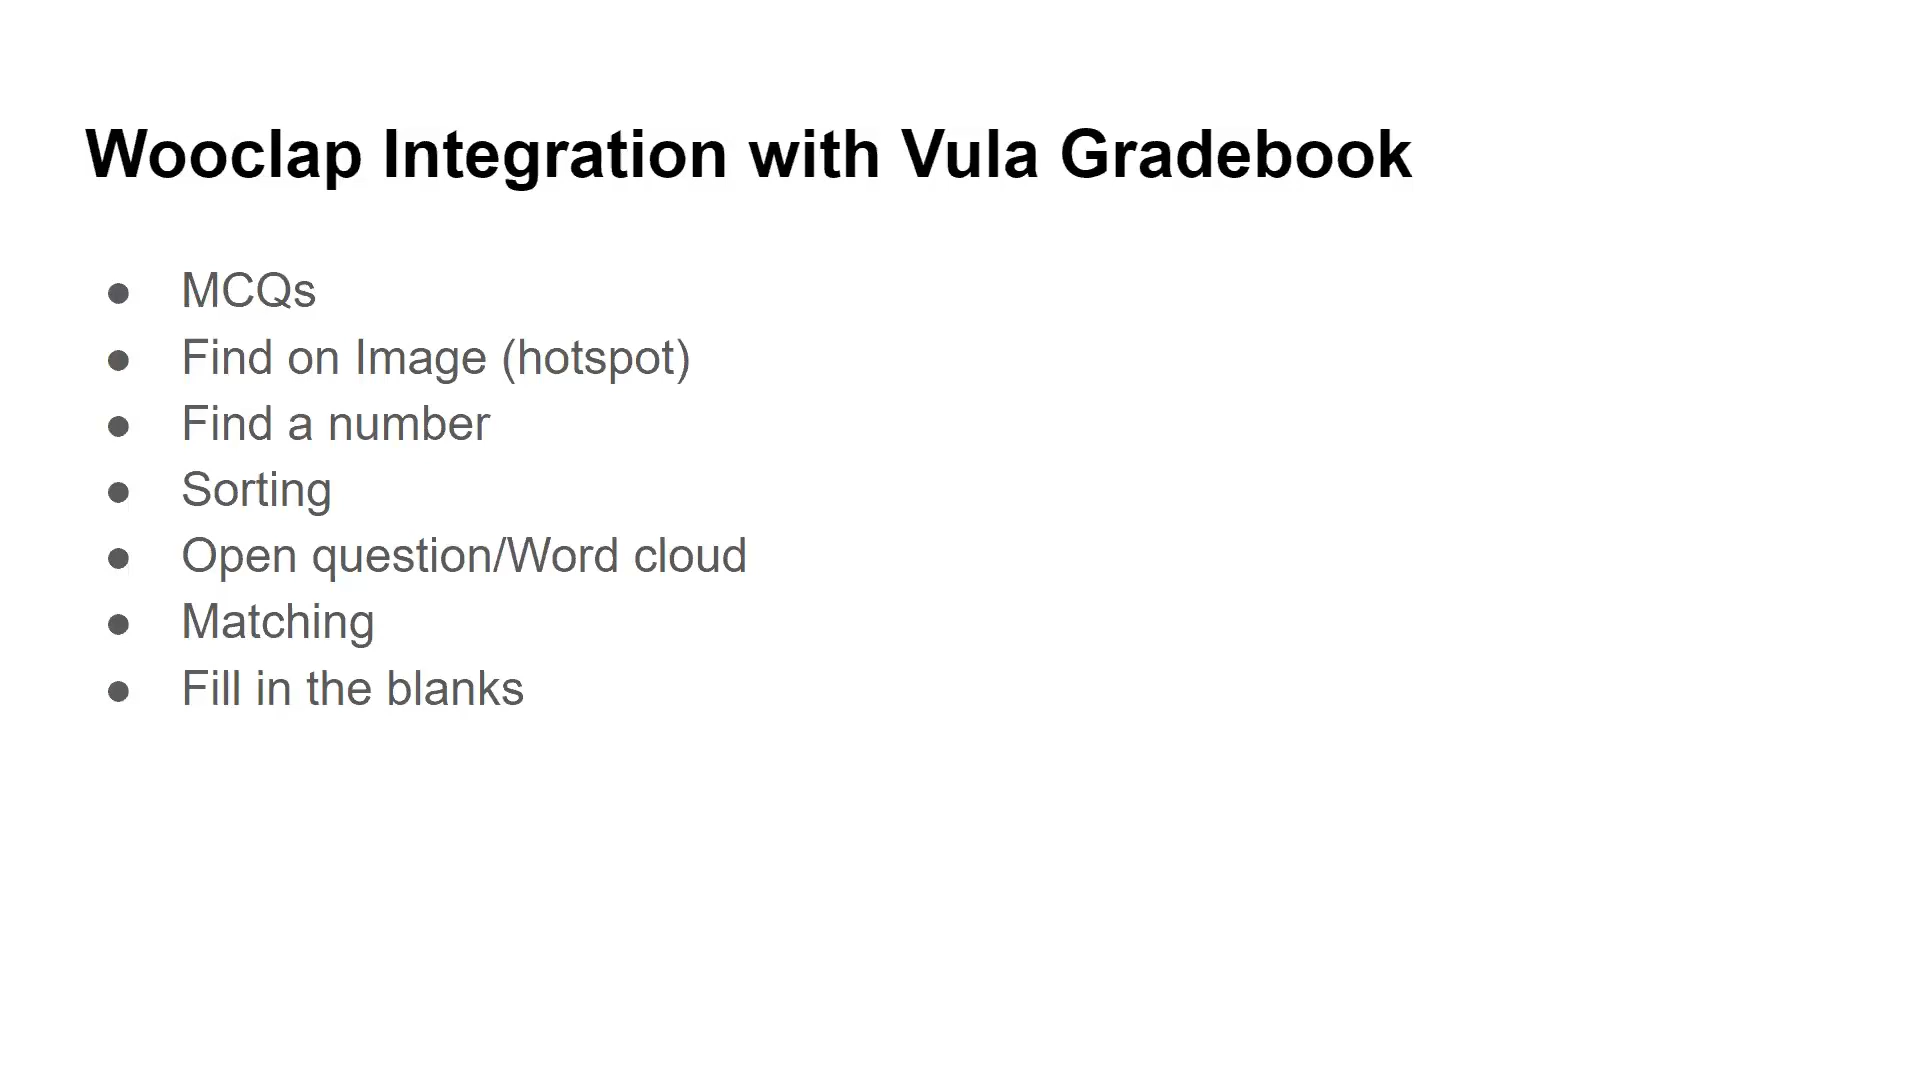 Wooclap Integration with Vula Gradebook
● MCQs
● Find on Image (hotspot)
● Find a number
● Sorting
● Open question/Word cloud
● Matching
● Fill in the blanks